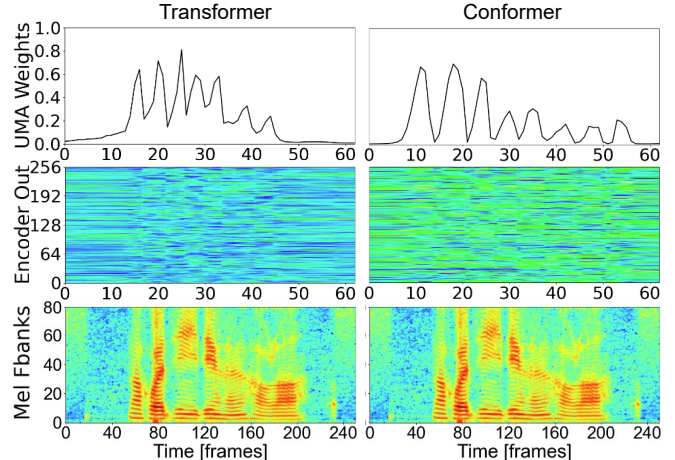 Transformer Conformer
UMA Weights
1.0
0.8
0.6
0.4
0.2
0.0
0 10 20 30 40 50 60 0 10 20 30 40 50 60
Encoder Out
256
192
128
64
0
0 10 20 30 40 50 60 0 10 20 30 40 50 60
Mel Fbanks
80
60
40
20
0
0 40 80 120 160 200 240 0 40 80 120 160 200 240
Time [frames] Time [frames]